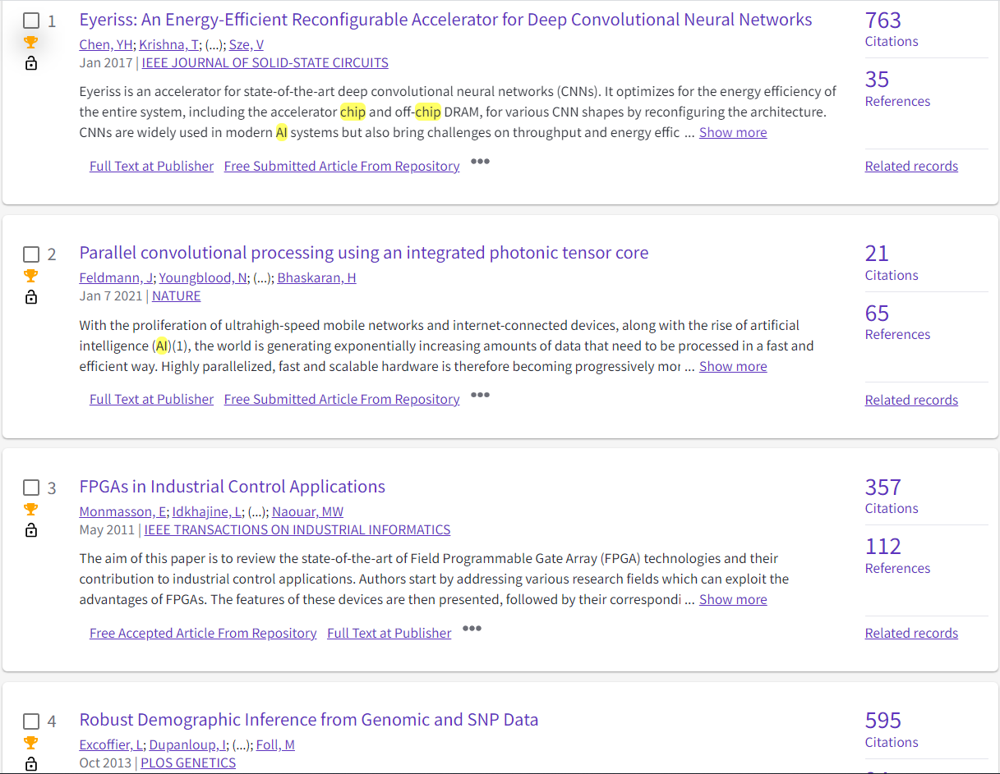 1 Eyeriss: An Energy-Efficient Reconfigurable Accelerator for Deep Convolutional Neural Networks
Chen, YH; Krishna, T; (...); Sze, V
Jan 2017 | IEEE JOURNAL OF SOLID-STATE CIRCUITS
Eyeriss is an accelerator for state-of-the-art deep convolutional neural networks (CNNs). It optimizes for the energy efficiency of
the entire system, including the accelerator chip and off-chip DRAM, for various CNN shapes by reconfiguring the architecture.
CNNs are widely used in modern AI systems but also bring challenges on throughput and energy effic ... Show more
Full Text at Publisher Free Submitted Article From Repository •••
763
Citations
35
References
Related records
2 Parallel convolutional processing using an integrated photonic tensor core
Feldmann, J; Youngblood, N; (...); Bhaskaran, H
Jan 7 2021 | NATURE
With the proliferation of ultrahigh-speed mobile networks and internet-connected devices, along with the rise of artificial
intelligence (AI)(1), the world is generating exponentially increasing amounts of data that need to be processed in a fast and
efficient way. Highly parallelized, fast and scalable hardware is therefore becoming progressively mor ... Show more
Full Text at Publisher Free Submitted Article From Repository •••
21
Citations
65
References
Related records
3 FPGAs in Industrial Control Applications
Monmasson, E; Idkhajine, L; (...); Naouar, MW
May 2011 | IEEE TRANSACTIONS ON INDUSTRIAL INFORMATICS
The aim of this paper is to review the state-of-the-art of Field Programmable Gate Array (FPGA) technologies and their
contribution to industrial control applications. Authors start by addressing various research fields which can exploit the
advantages of FPGAs. The features of these devices are then presented, followed by their correspondi ... Show more
Free Accepted Article From Repository Full Text at Publisher •••
357
Citations
112
References
Related records
4 Robust Demographic Inference from Genomic and SNP Data
Excoffier, L; Dupanloup, I; (...); Foll, M
Oct 2013 | PLOS GENETICS
595
Citations